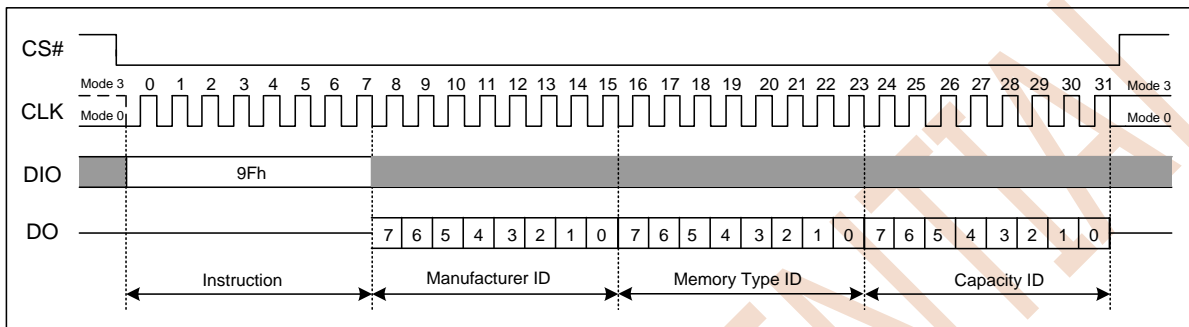 CS#
Mode 3 0 1 2 3 4 5 6 7 8 9 10 11 12 13 14 15 16 17 18 19 20 21 22 23 24 25 26 27 28 29 30 31 Mode 3
CLK
Mode 0 Mode 0
DIO 9Fh
DO 7 6 5 4 3 2 1 0 7 6 5 4 3 2 1 0 7 6 5 4 3 2 1 0
Instruction Manufacturer ID Memory Type ID Capacity ID